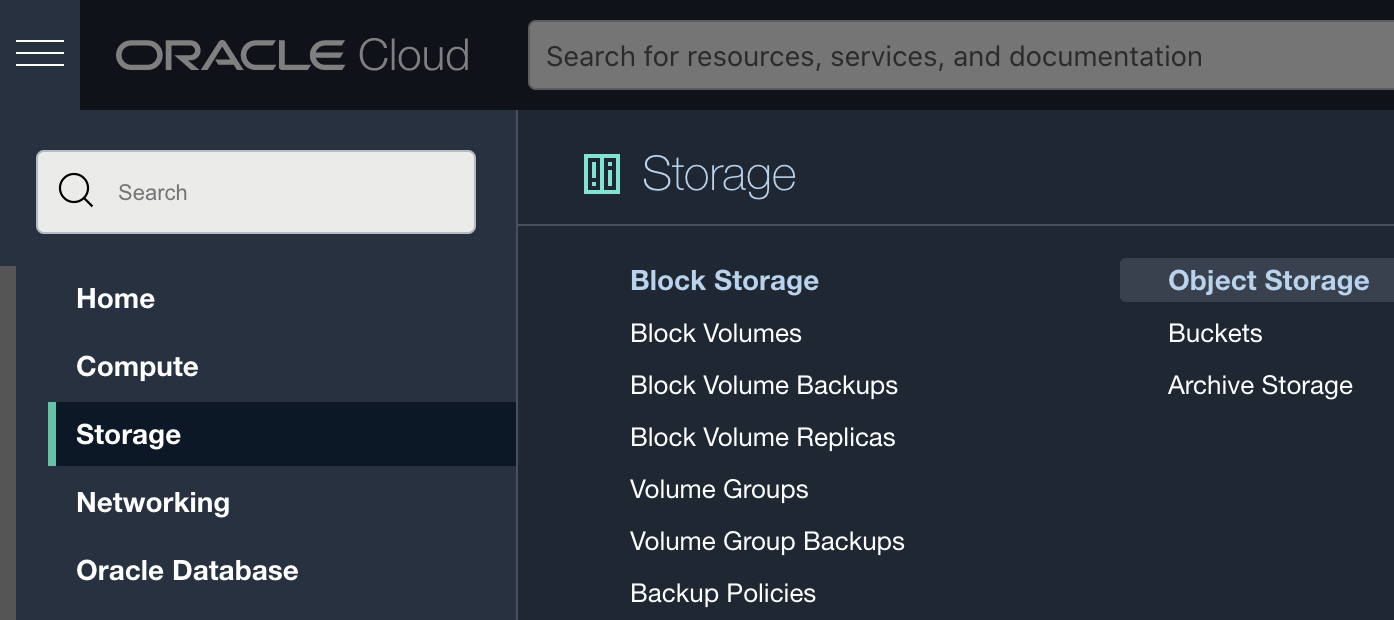 ORACLE Cloud
Search for resources, services, and documentation
Search
Home
Compute
Storage
Networking
Oracle Database
Storage
Block Storage
Block Volumes
Block Volume Backups
Block Volume Replicas
Volume Groups
Volume Group Backups
Backup Policies
Object Storage
Buckets
Archive Storage